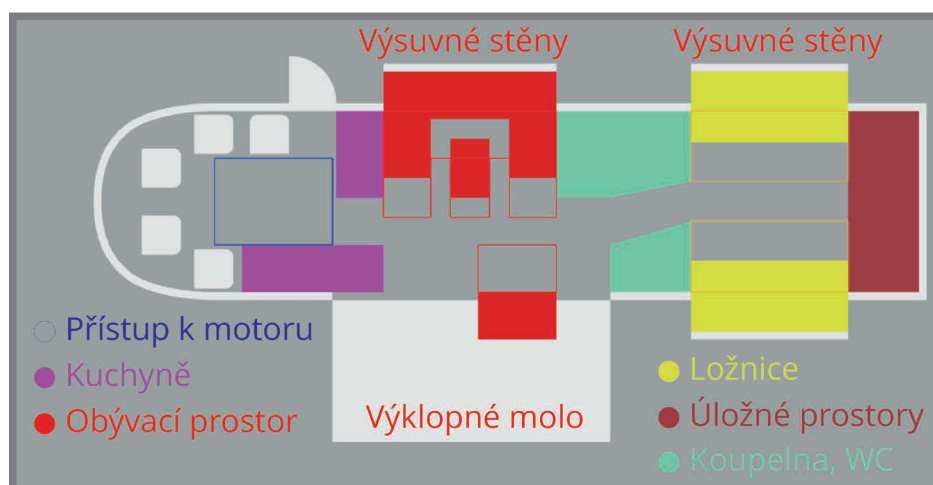 Výsuvné stěny
Výsuvné stěny
Přístup k motoru
Kuchyně
Obývací prostor
Výklopné molo
Ložnice
Úložné prostory
Koupelna, WC